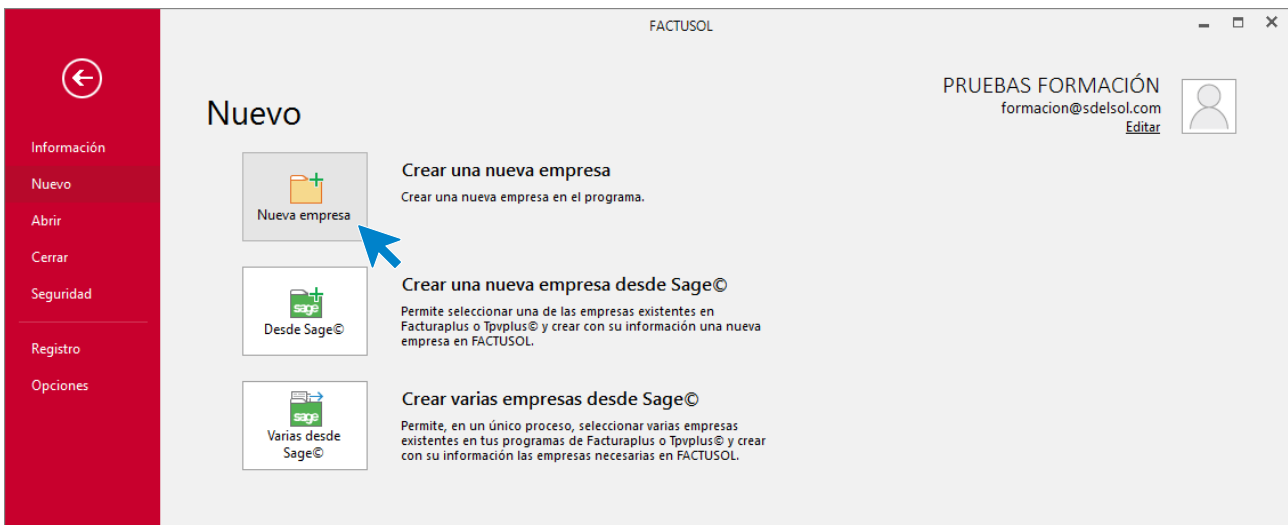 FACTUSOL
PRUEBAS FORMACIÓN
formacion@sdelsol.com
Editar
Información
Nuevo
Abrir
Cerrar
Seguridad
Registro
Opciones
Nuevo
Nueva empresa
Crear una nueva empresa
Crear una nueva empresa en el programa.
sage
Desde Sage©
Crear una nueva empresa desde Sage©
Permite seleccionar una de las empresas existentes en
Facturaplus o Tpvplus© y crear con su información una nueva
empresa en FACTUSOL.
sage
Varias desde
Sage©
Crear varias empresas desde Sage©
Permite, en un único proceso, seleccionar varias empresas
existentes en tus programas de Facturaplus o Tpvplus© y crear
con su información las empresas necesarias en FACTUSOL.